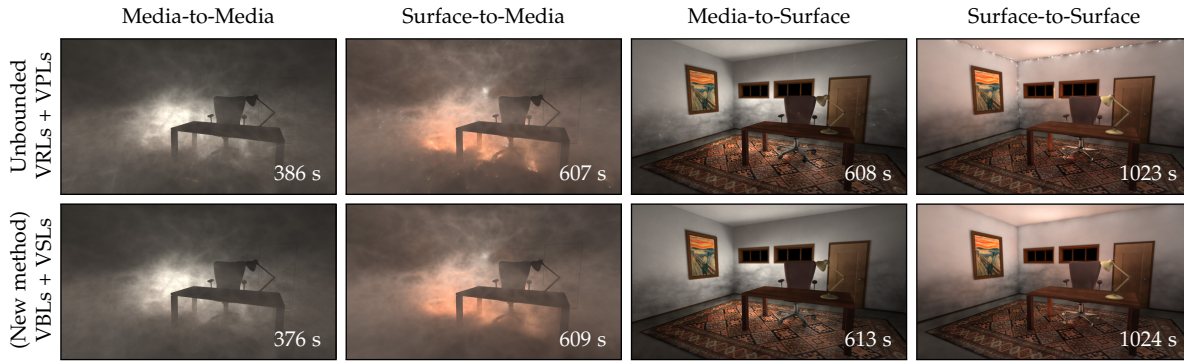 Media-to-Media
Surface-to-Media
Media-to-Surface
Surface-to-Surface
Unbounded
VRLs + VPLs
386 s
607 s
608 s
1023 s
(New method)
VBLs + VSLs
376 s
609 s
613 s
1024 s